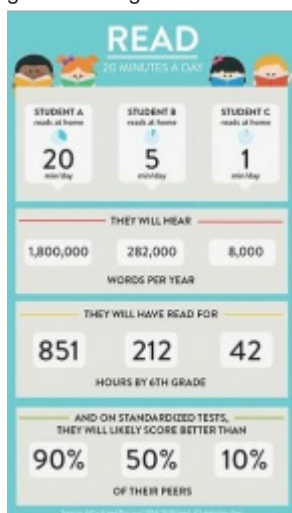 READ
20 MINUTES A DAY
STUDENT A STUDENT B STUDENT C
reads at home reads at home reads at home
20 5 1
min/day min/day min/day
THEY WILL HEAR
1,800,000 282,000 8,000
WORDS PER YEAR
THEY WILL HAVE READ FOR
851 212 42
HOURS BY 6TH GRADE
AND ON STANDARDIZED TESTS,
THEY WILL LIKELY SCORE BETTER THAN
90% 50% 10%
OF THEIR PEERS